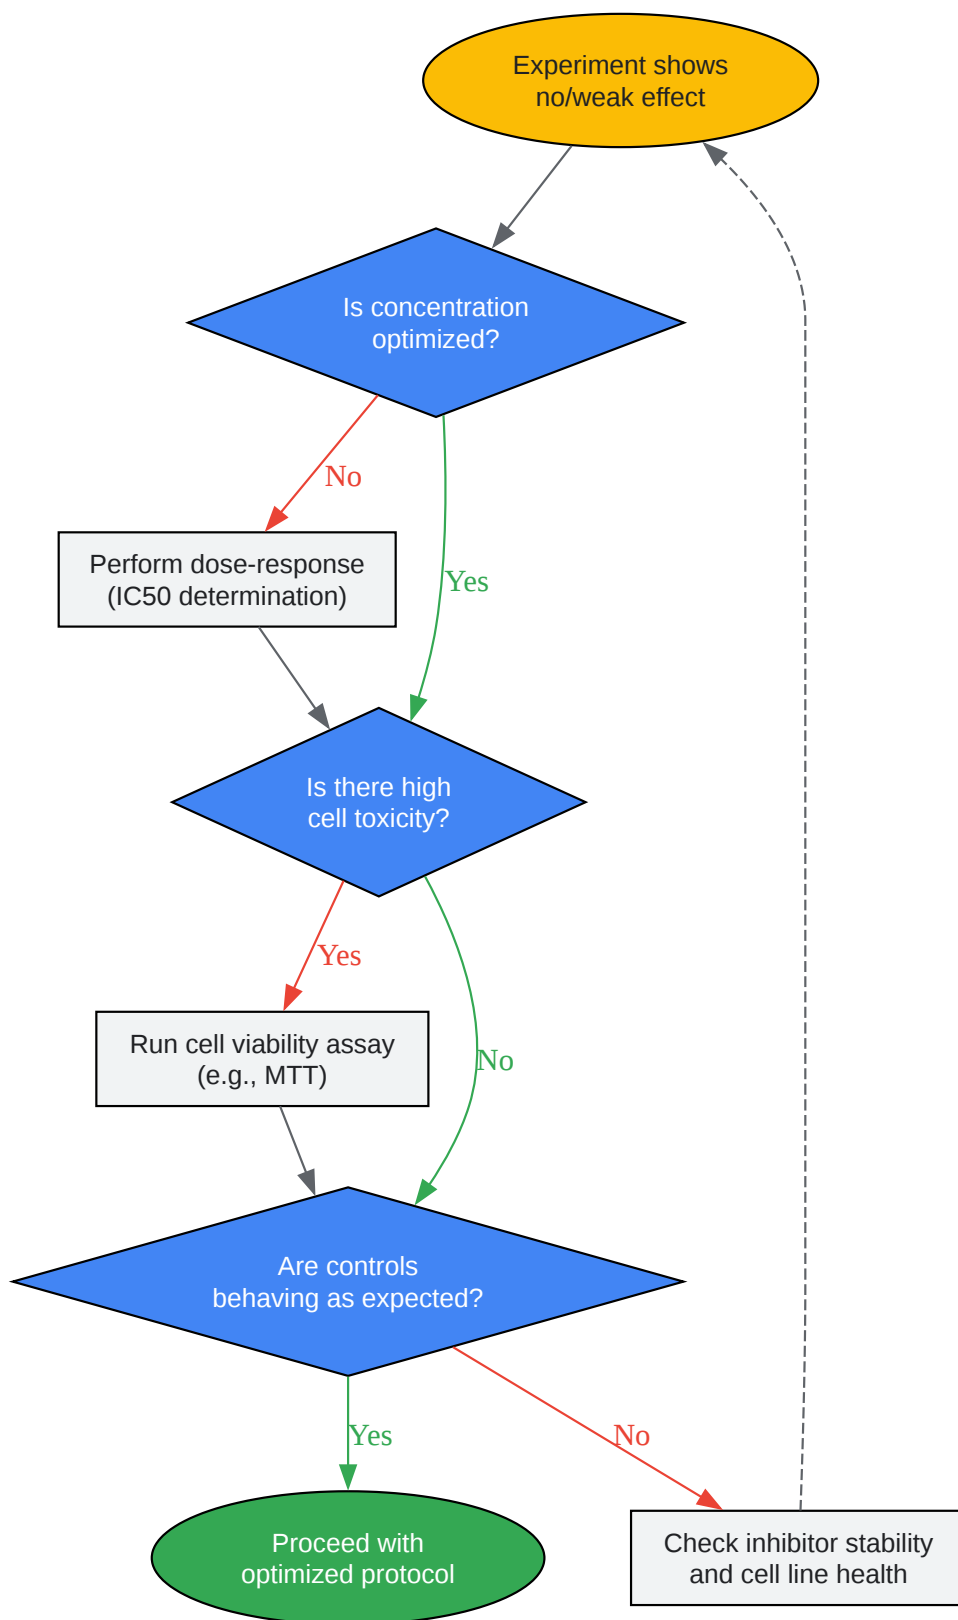 Experiment shows
no/weak effect
Is concentration
optimized?
No
Perform dose-response
(IC50 determination)
Yes
Is there high
cell toxicity?
Yes
Run cell viability assay
(e.g., MTT)
No
Are controls
behaving as expected?
Yes
No
Proceed with
optimized protocol
Check inhibitor stability
and cell line health